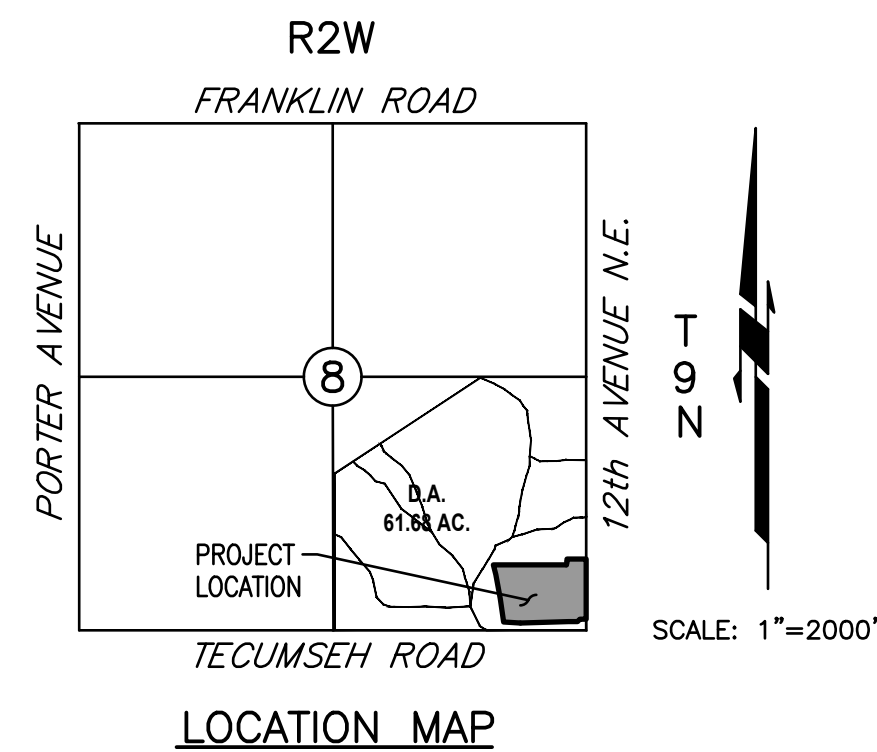 R2W
FRANKLIN ROAD
PORTER AVENUE
8
12th AVENUE N.E.
T
9
N
D.A.
61.68 AC.
PROJECT
LOCATION
SCALE: 1"=2000'
TECUMSEH ROAD
LOCATION MAP